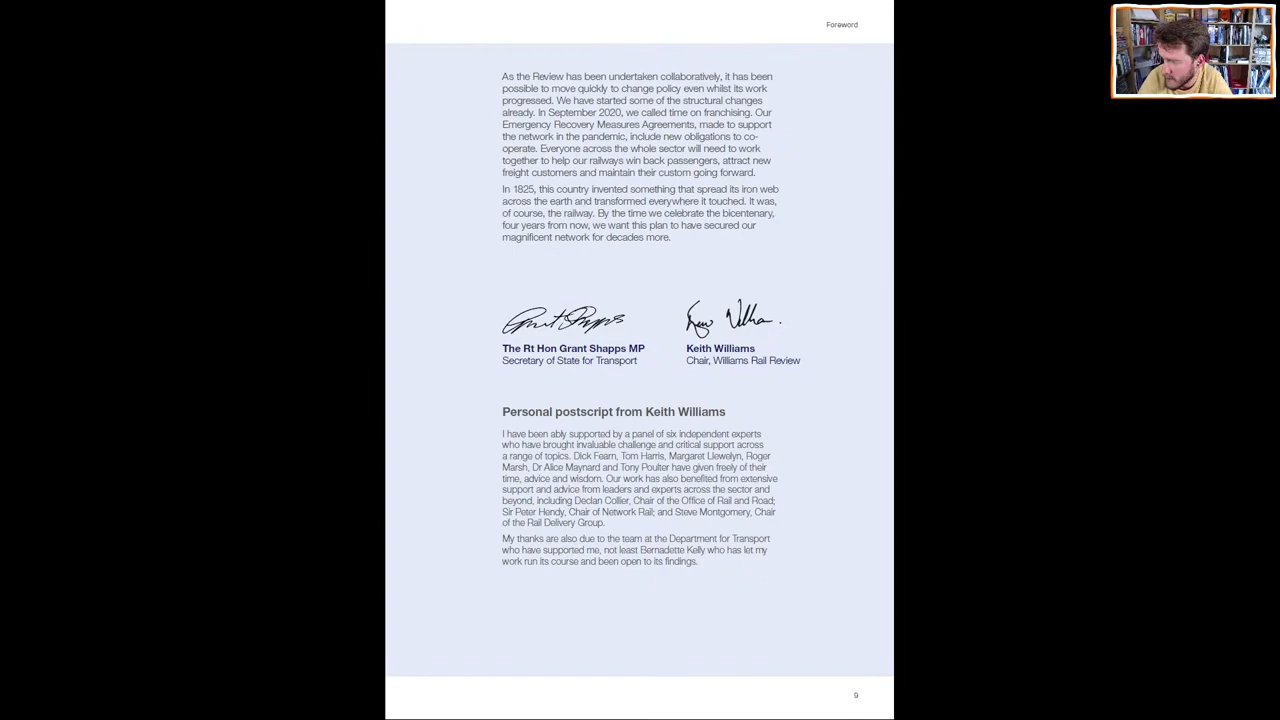 Foreword
As the Review has been undertaken collaboratively, it has been
possible to move quickly to change policy even whilst its work
progressed. We have started some of the structural changes
already. In September 2020, we called time on franchising. Our
Emergency Recovery Measures Agreements, made to support
the network in the pandemic, include new obligations to co-
operate. Everyone across the whole sector will need to work
together to help our railways win back passengers, attract new
freight customers and maintain their custom going forward.
In 1825, this country invented something that spread its iron web
across the earth and transformed everywhere it touched. It was,
of course, the railway. By the time we celebrate the bicentenary,
four years from now, we want this plan to have secured our
magnificent network for decades more.
Grant Shapps
The Rt Hon Grant Shapps MP
Secretary of State for Transport
Keith Williams
Chair, Williams Rail Review
Personal postscript from Keith Williams
I have been ably supported by a panel of six independent experts
who have brought invaluable challenge and critical support across
a range of topics. Dick Fearn, Tom Harris, Margaret Llewelyn, Roger
Marsh, Dr Alice Maynard and Tony Poulter have given freely of their
time, advice and wisdom. Our work has also benefited from extensive
support and advice from leaders and experts across the sector and
beyond, including Declan Collier, Chair of the Office of Rail and Road;
Sir Peter Hendy, Chair of Network Rail; and Steve Montgomery, Chair
of the Rail Delivery Group.
My thanks are also due to the team at the Department for Transport
who have supported me, not least Bernadette Kelly who has let my
work run its course and been open to its findings.
9